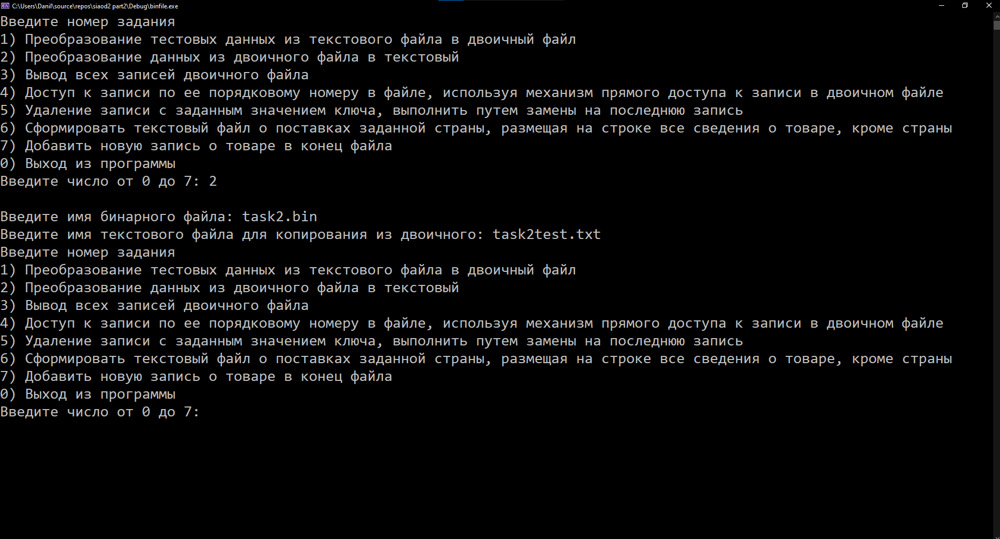 C:\Users\Danil\source\repos\siaod2 part2\Debug\binfile.exe
Введите номер задания
1) Преобразование тестовых данных из текстового файла в двоичный файл
2) Преобразование данных из двоичного файла в текстовый
3) Вывод всех записей двоичного файла
4) Доступ к записи по ее порядковому номеру в файле, используя механизм прямого доступа к записи в двоичном файле
5) Удаление записи с заданным значением ключа, выполнить путем замены на последнюю запись
6) Сформировать текстовый файл о поставках заданной страны, размещая на строке все сведения о товаре, кроме страны
7) Добавить новую запись о товаре в конец файла
0) Выход из программы
Введите число от 0 до 7: 2
Введите имя бинарного файла: task2.bin
Введите имя текстового файла для копирования из двоичного: task2test.txt
Введите номер задания
1) Преобразование тестовых данных из текстового файла в двоичный файл
2) Преобразование данных из двоичного файла в текстовый
3) Вывод всех записей двоичного файла
4) Доступ к записи по ее порядковому номеру в файле, используя механизм прямого доступа к записи в двоичном файле
5) Удаление записи с заданным значением ключа, выполнить путем замены на последнюю запись
6) Сформировать текстовый файл о поставках заданной страны, размещая на строке все сведения о товаре, кроме страны
7) Добавить новую запись о товаре в конец файла
0) Выход из программы
Введите число от 0 до 7: